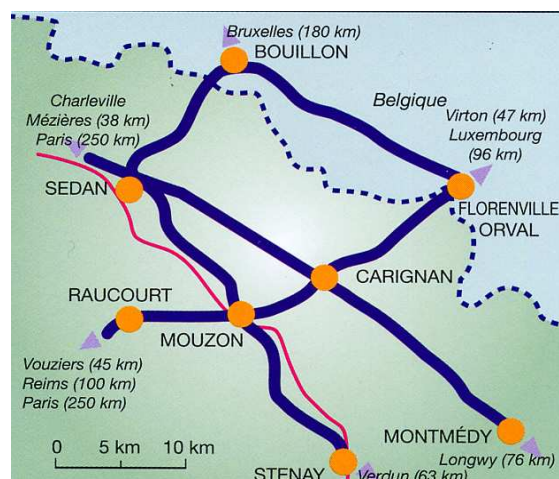 Bruxelles (180 km)
BOUILLON
Charleville
Mézières (38 km)
Paris (250 km)
Belgique
Virton (47 km)
Luxembourg
(96 km)
SEDAN
FLORENVILLE
ORVAL
CARIGNAN
RAUCOURT
MOUZON
Vouziers (45 km)
Reims (100 km)
Paris (250 km)
0 5 km 10 km
MONTMÉDY
Longwy (76 km)
STENAY
Verdun (63 km)